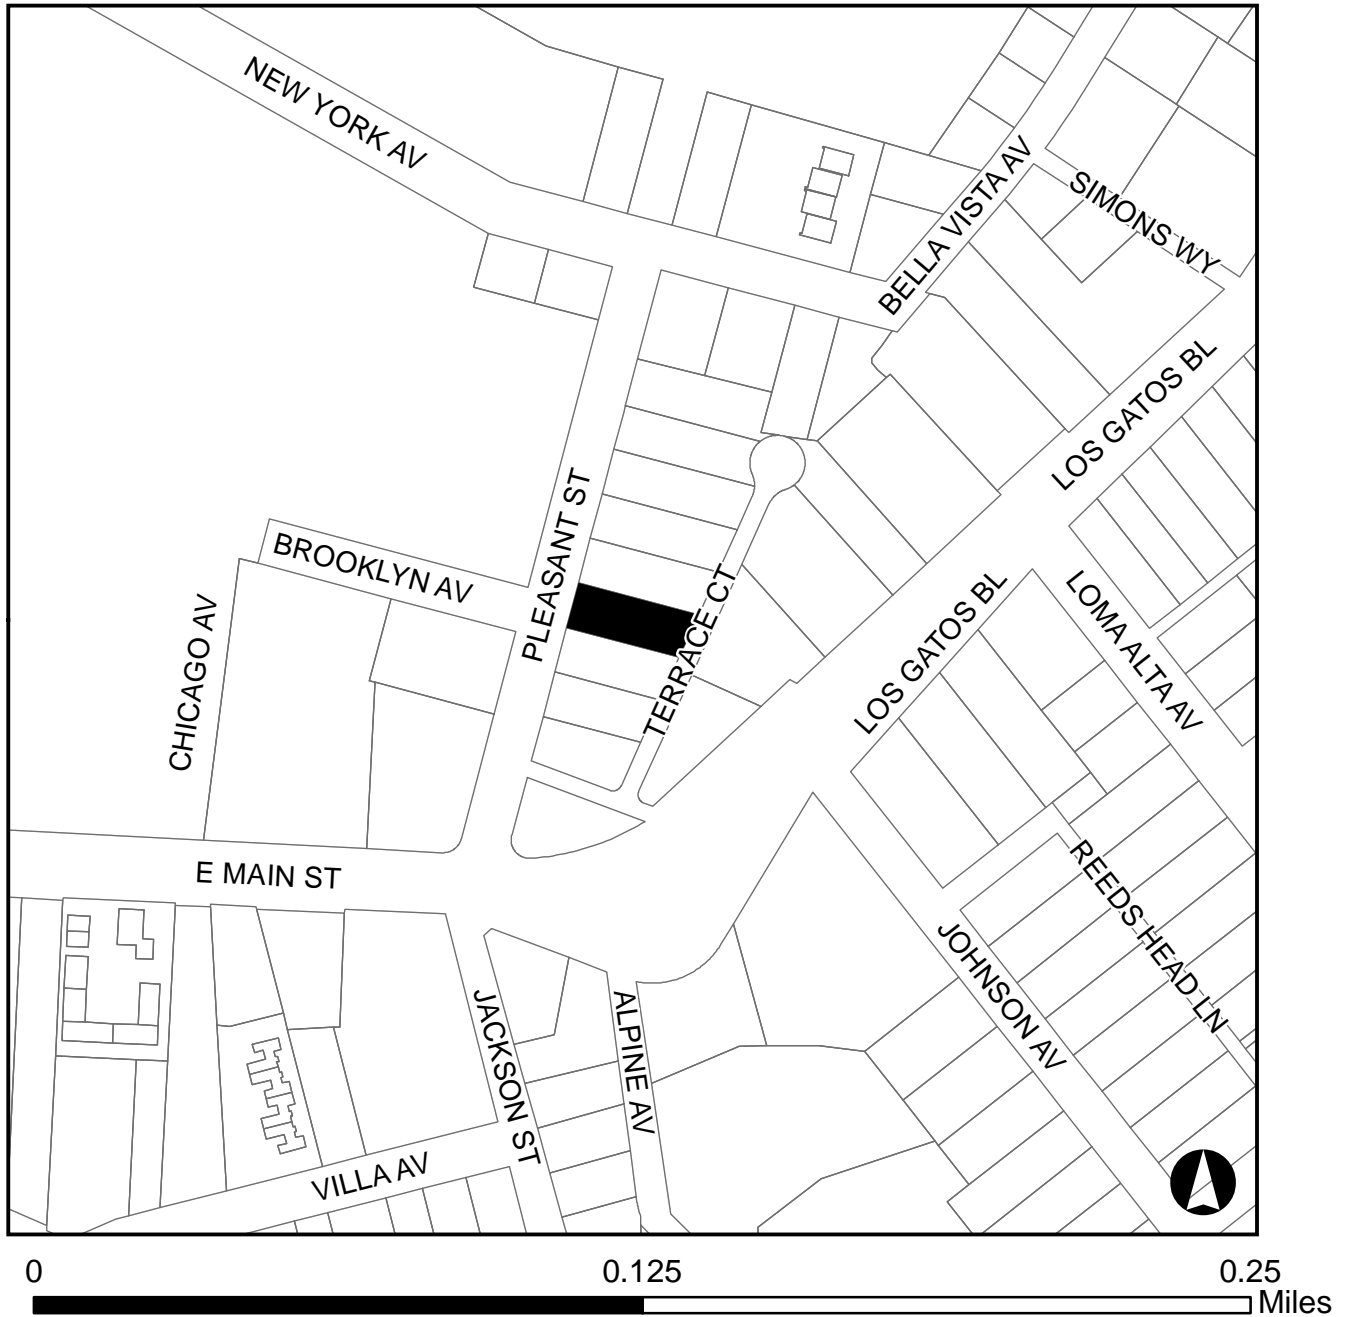 NEW YORK AV
BELLA VISTA AV
SIMONS WY
LOS GATOS BL
PLEASANT ST
BROOKLYN AV
TERRACE CT
LOS GATOS BL
LOMA ALTA AV
CHICAGO AV
E MAIN ST
REEDS HEAD LN
JOHNSON AV
JACKSON ST
ALPINE AV
VILLA AV
0 0.125 0.25
Miles